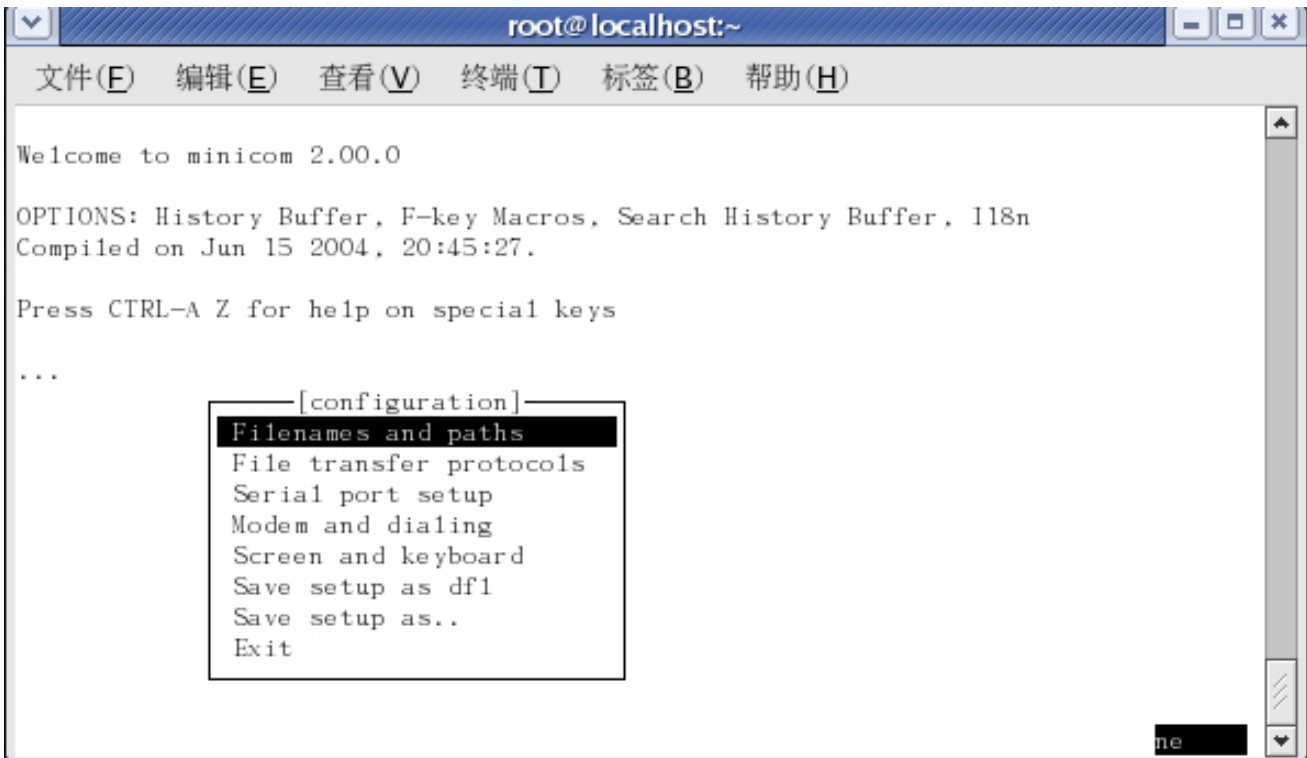 root@localhost:~
文件(F) 编辑(E) 查看(V) 终端(T) 标签(B) 帮助(H)
Welcome to minicom 2.00.0
OPTIONS: History Buffer, F-key Macros, Search History Buffer, I18n
Compiled on Jun 15 2004, 20:45:27.
Press CTRL-A Z for help on special keys
...
[configuration]
Filenames and paths
File transfer protocols
Serial port setup
Modem and dialing
Screen and keyboard
Save setup as dfl
Save setup as..
Exit
ne